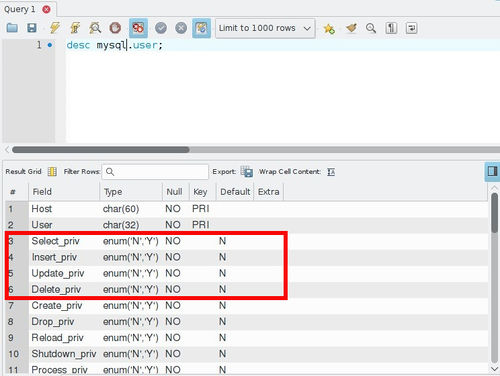 Query 1
Limit to 1000 rows
1 desc mysql.user;
Result Grid Filter Rows: Export: Wrap Cell Content:
# Field Type Null Key Default Extra
1 Host char(60) NO PRI
2 User char(32) NO PRI
3 Select_priv enum('N','Y') NO N
4 Insert_priv enum('N','Y') NO N
5 Update_priv enum('N','Y') NO N
6 Delete_priv enum('N','Y') NO N
7 Create_priv enum('N','Y') NO N
8 Drop_priv enum('N','Y') NO N
9 Reload_priv enum('N','Y') NO N
10 Shutdown_priv enum('N','Y') NO N
11 Process_priv enum('N','Y') NO N